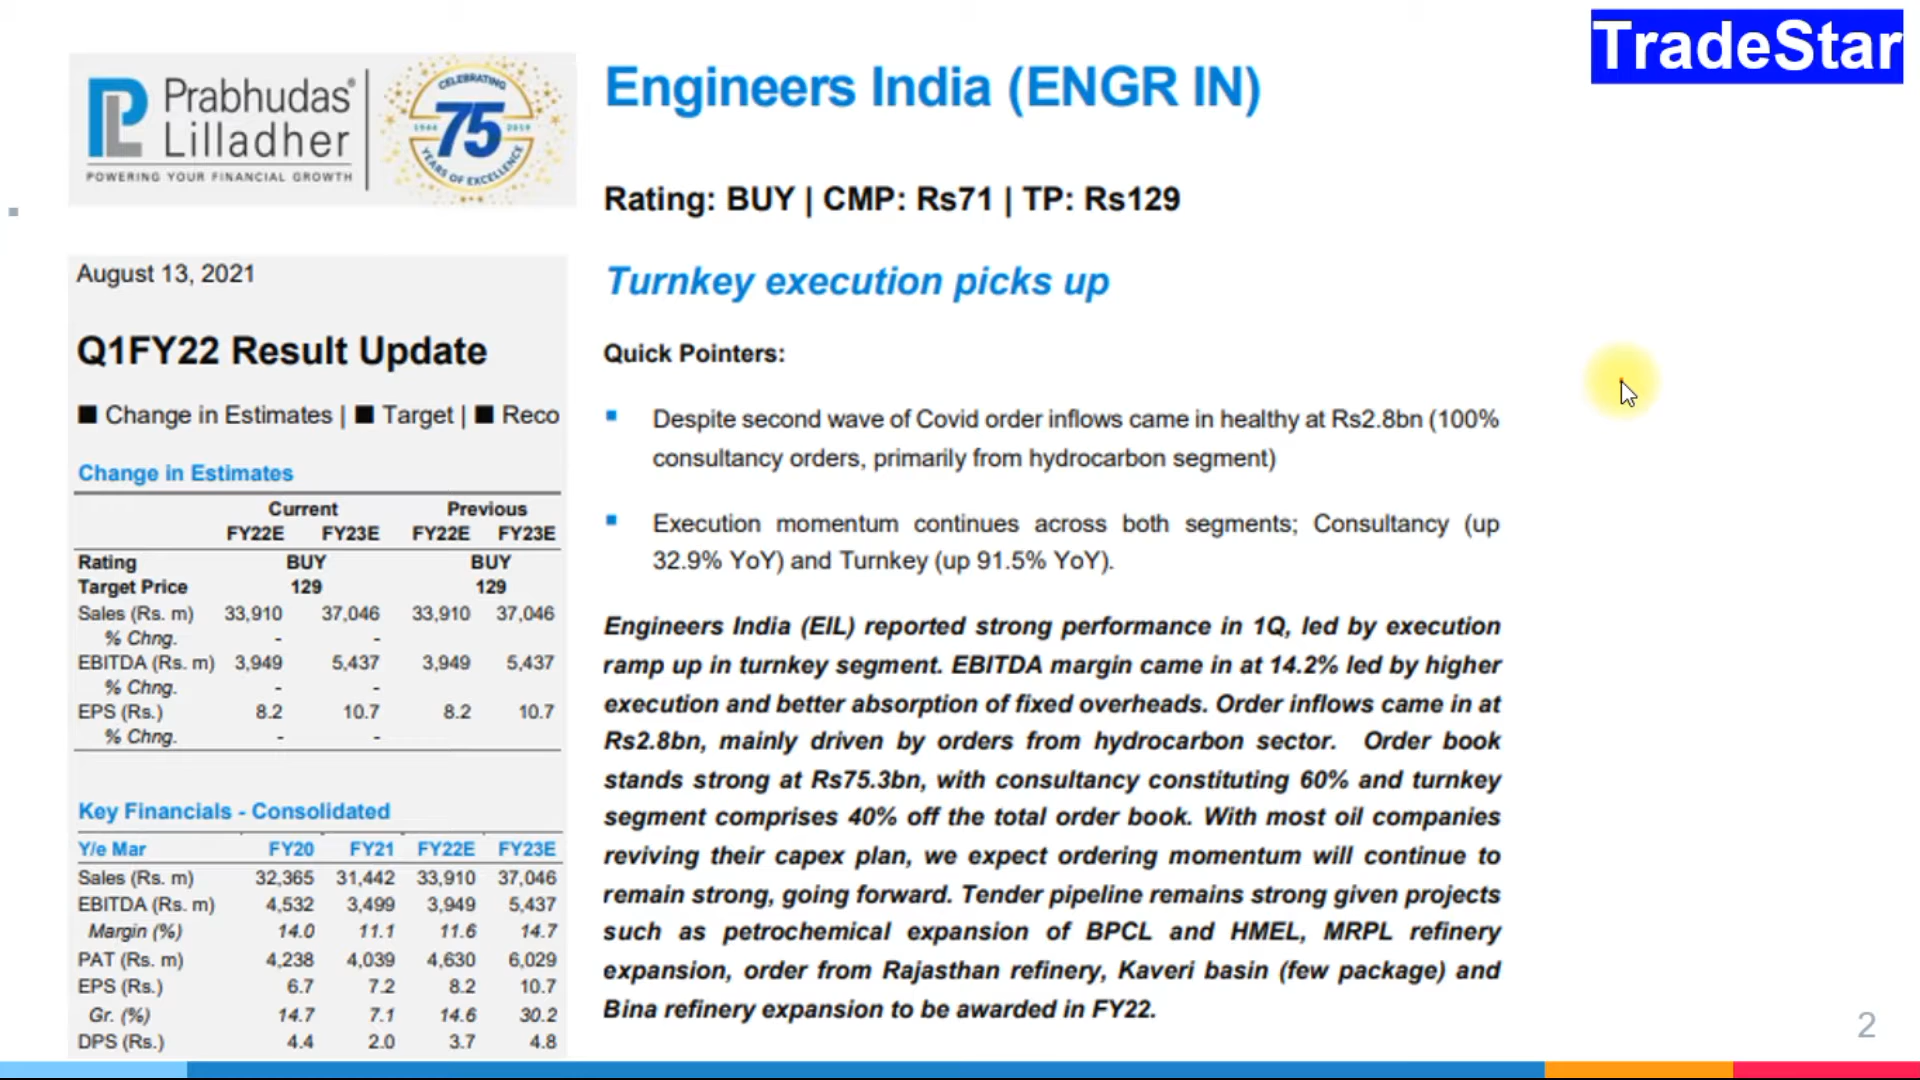 TradeStar
Prabhudas®
Lilladher
POWERING YOUR FINANCIAL GROWTH
CELEBRATING
1944 75 2019
YEARS OF EXCELLENCE
Engineers India (ENGR IN)
Rating: BUY | CMP: Rs71 | TP: Rs129
August 13, 2021
Q1FY22 Result Update
■ Change in Estimates | ■ Target | ■ Reco
Change in Estimates
Current Previous
FY22E FY23E FY22E FY23E
Rating BUY BUY
Target Price 129 129
Sales (Rs. m) 33,910 37,046 33,910 37,046
% Chng. - -
EBITDA (Rs. m) 3,949 5,437 3,949 5,437
% Chng. - -
EPS (Rs.) 8.2 10.7 8.2 10.7
% Chng. - -
Key Financials - Consolidated
Y/e Mar FY20 FY21 FY22E FY23E
Sales (Rs. m) 32,365 31,442 33,910 37,046
EBITDA (Rs. m) 4,532 3,499 3,949 5,437
Margin (%) 14.0 11.1 11.6 14.7
PAT (Rs. m) 4,238 4,039 4,630 6,029
EPS (Rs.) 6.7 7.2 8.2 10.7
Gr. (%) 14.7 7.1 14.6 30.2
DPS (Rs.) 4.4 2.0 3.7 4.8
Turnkey execution picks up
Quick Pointers:
▪ Despite second wave of Covid order inflows came in healthy at Rs2.8bn (100%
consultancy orders, primarily from hydrocarbon segment)
▪ Execution momentum continues across both segments; Consultancy (up
32.9% YoY) and Turnkey (up 91.5% YoY).
Engineers India (EIL) reported strong performance in 1Q, led by execution
ramp up in turnkey segment. EBITDA margin came in at 14.2% led by higher
execution and better absorption of fixed overheads. Order inflows came in at
Rs2.8bn, mainly driven by orders from hydrocarbon sector. Order book
stands strong at Rs75.3bn, with consultancy constituting 60% and turnkey
segment comprises 40% off the total order book. With most oil companies
reviving their capex plan, we expect ordering momentum will continue to
remain strong, going forward. Tender pipeline remains strong given projects
such as petrochemical expansion of BPCL and HMEL, MRPL refinery
expansion, order from Rajasthan refinery, Kaveri basin (few package) and
Bina refinery expansion to be awarded in FY22.
2